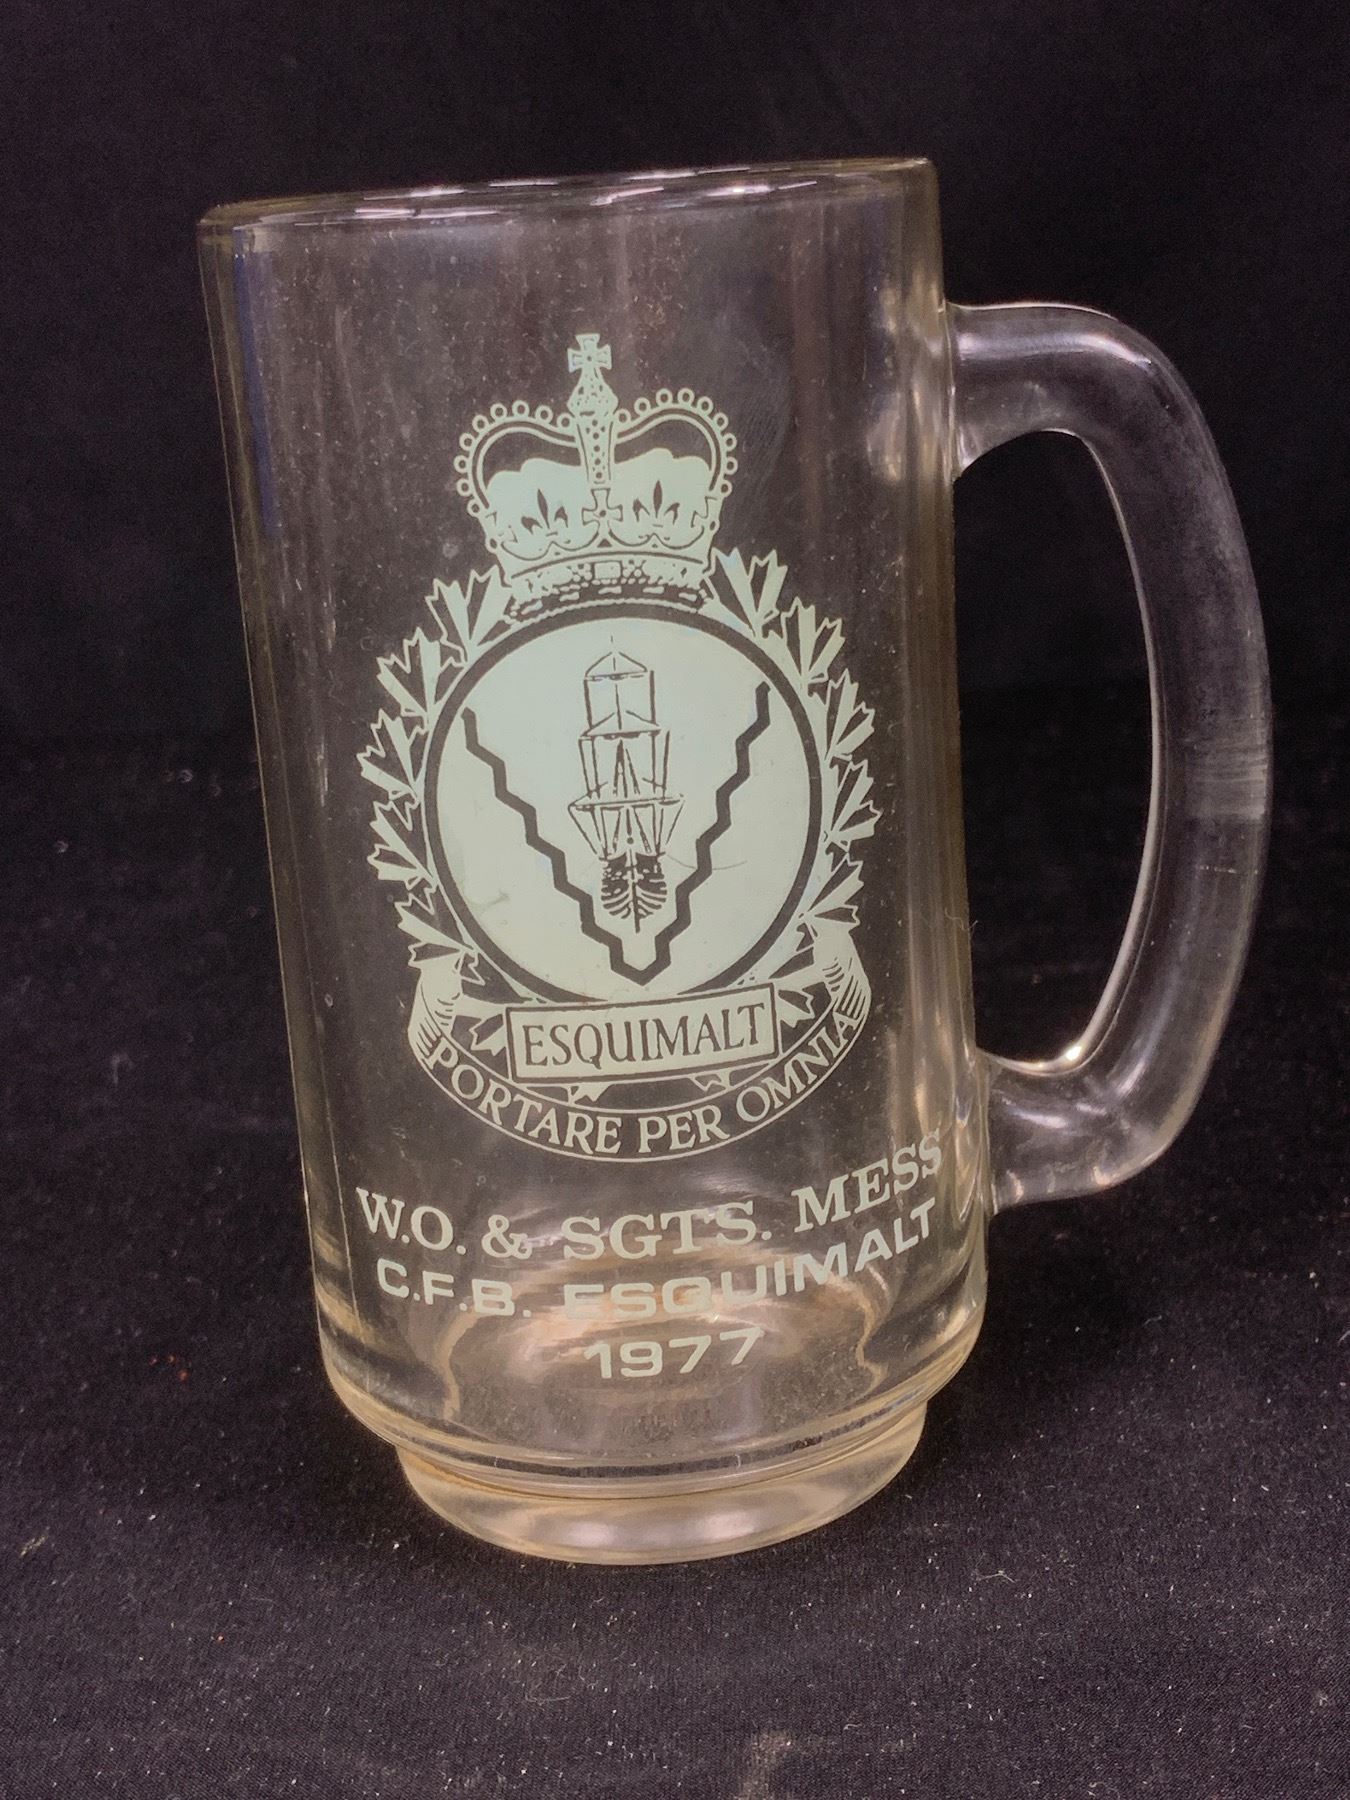 ESQUIMALT
PORTARE PER OMNIA
W.O. & SGTS. MESS
C.F.B. ESQUIMALT
1977